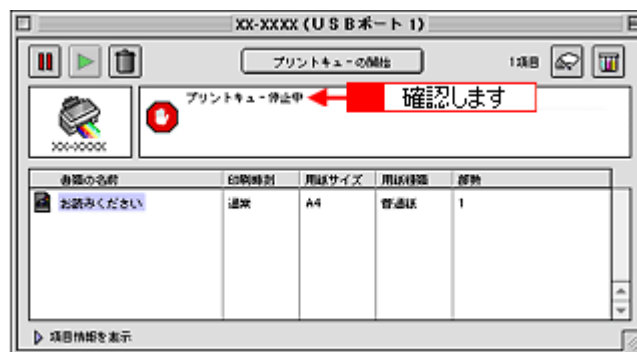 XX-XXXX (USBポート 1)
プリントキューの開始
1項目
プリントキュー停止中
確認します
XX-XXXX
書類の名前 印刷時刻 用紙サイズ 用紙種類 部数
お読みください 通常 A4 普通紙 1
項目情報を表示